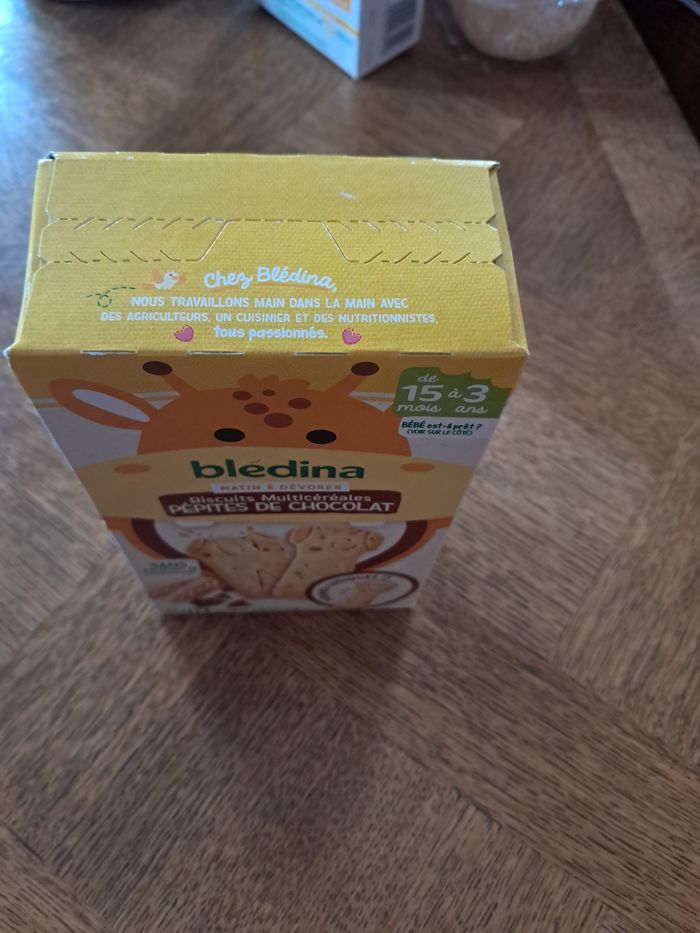 Chez Blédina,
NOUS TRAVAILLONS MAIN DANS LA MAIN AVEC
DES AGRICULTEURS, UN CUISINIER ET DES NUTRITIONNISTES,
tous passionnés.
de
15 à 3
mois ans
BÉBÉ est-il prêt ?
(VOIR SUR LE CÔTÉ)
blédina
MATIN À DÉVORER
Biscuits Multicéréales
PÉPITES DE CHOCOLAT
SANS